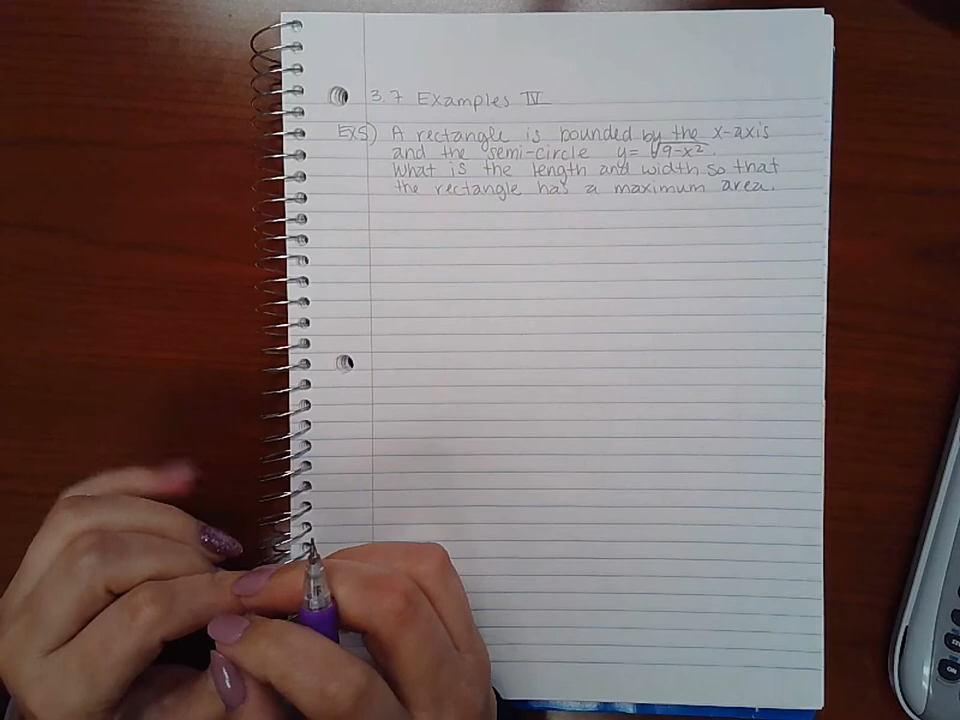 3.7 Examples IV
EX5) A rectangle is bounded by the x-axis
and the semi-circle y= √9-x².
What is the length and width so that
the rectangle has a maximum area.
ON